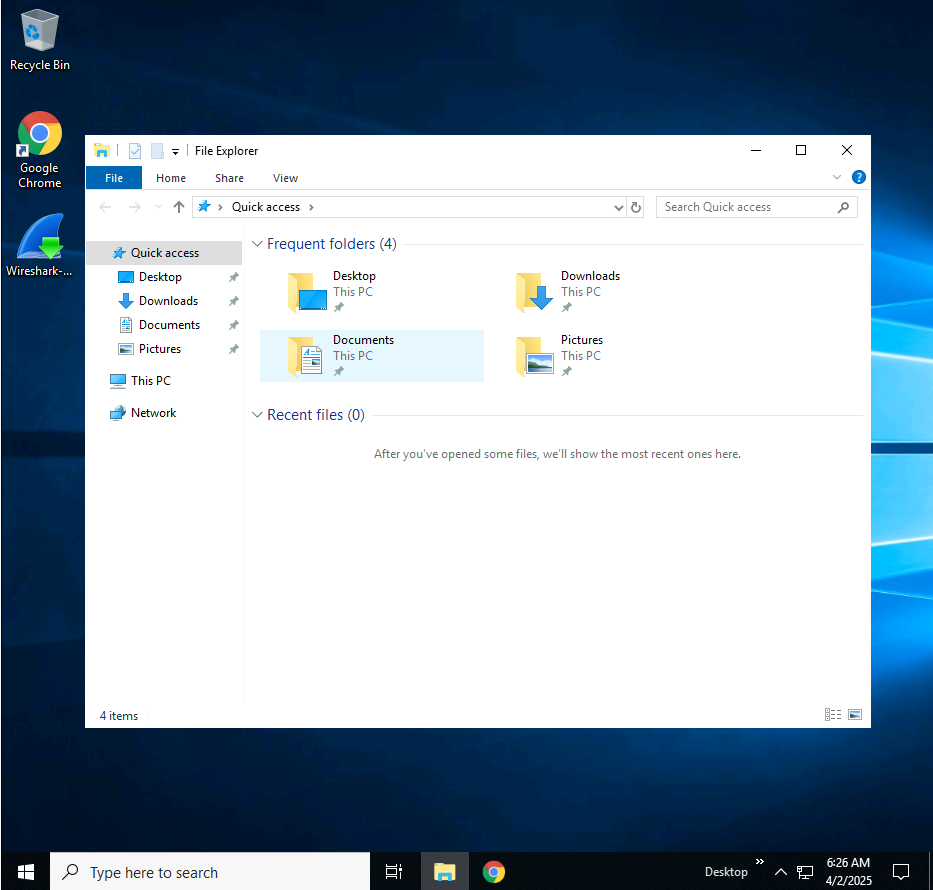 Recycle Bin
Google
Chrome
Wireshark-...
File Explorer
File
Home
Share
View
?
Quick access
Search Quick access
Quick access
Desktop
Downloads
Documents
Pictures
This PC
Network
Frequent folders (4)
Desktop
This PC
Downloads
This PC
Documents
This PC
Pictures
This PC
Recent files (0)
After you've opened some files, we'll show the most recent ones here.
4 items
Type here to search
Desktop
»
6:26 AM
4/2/2025